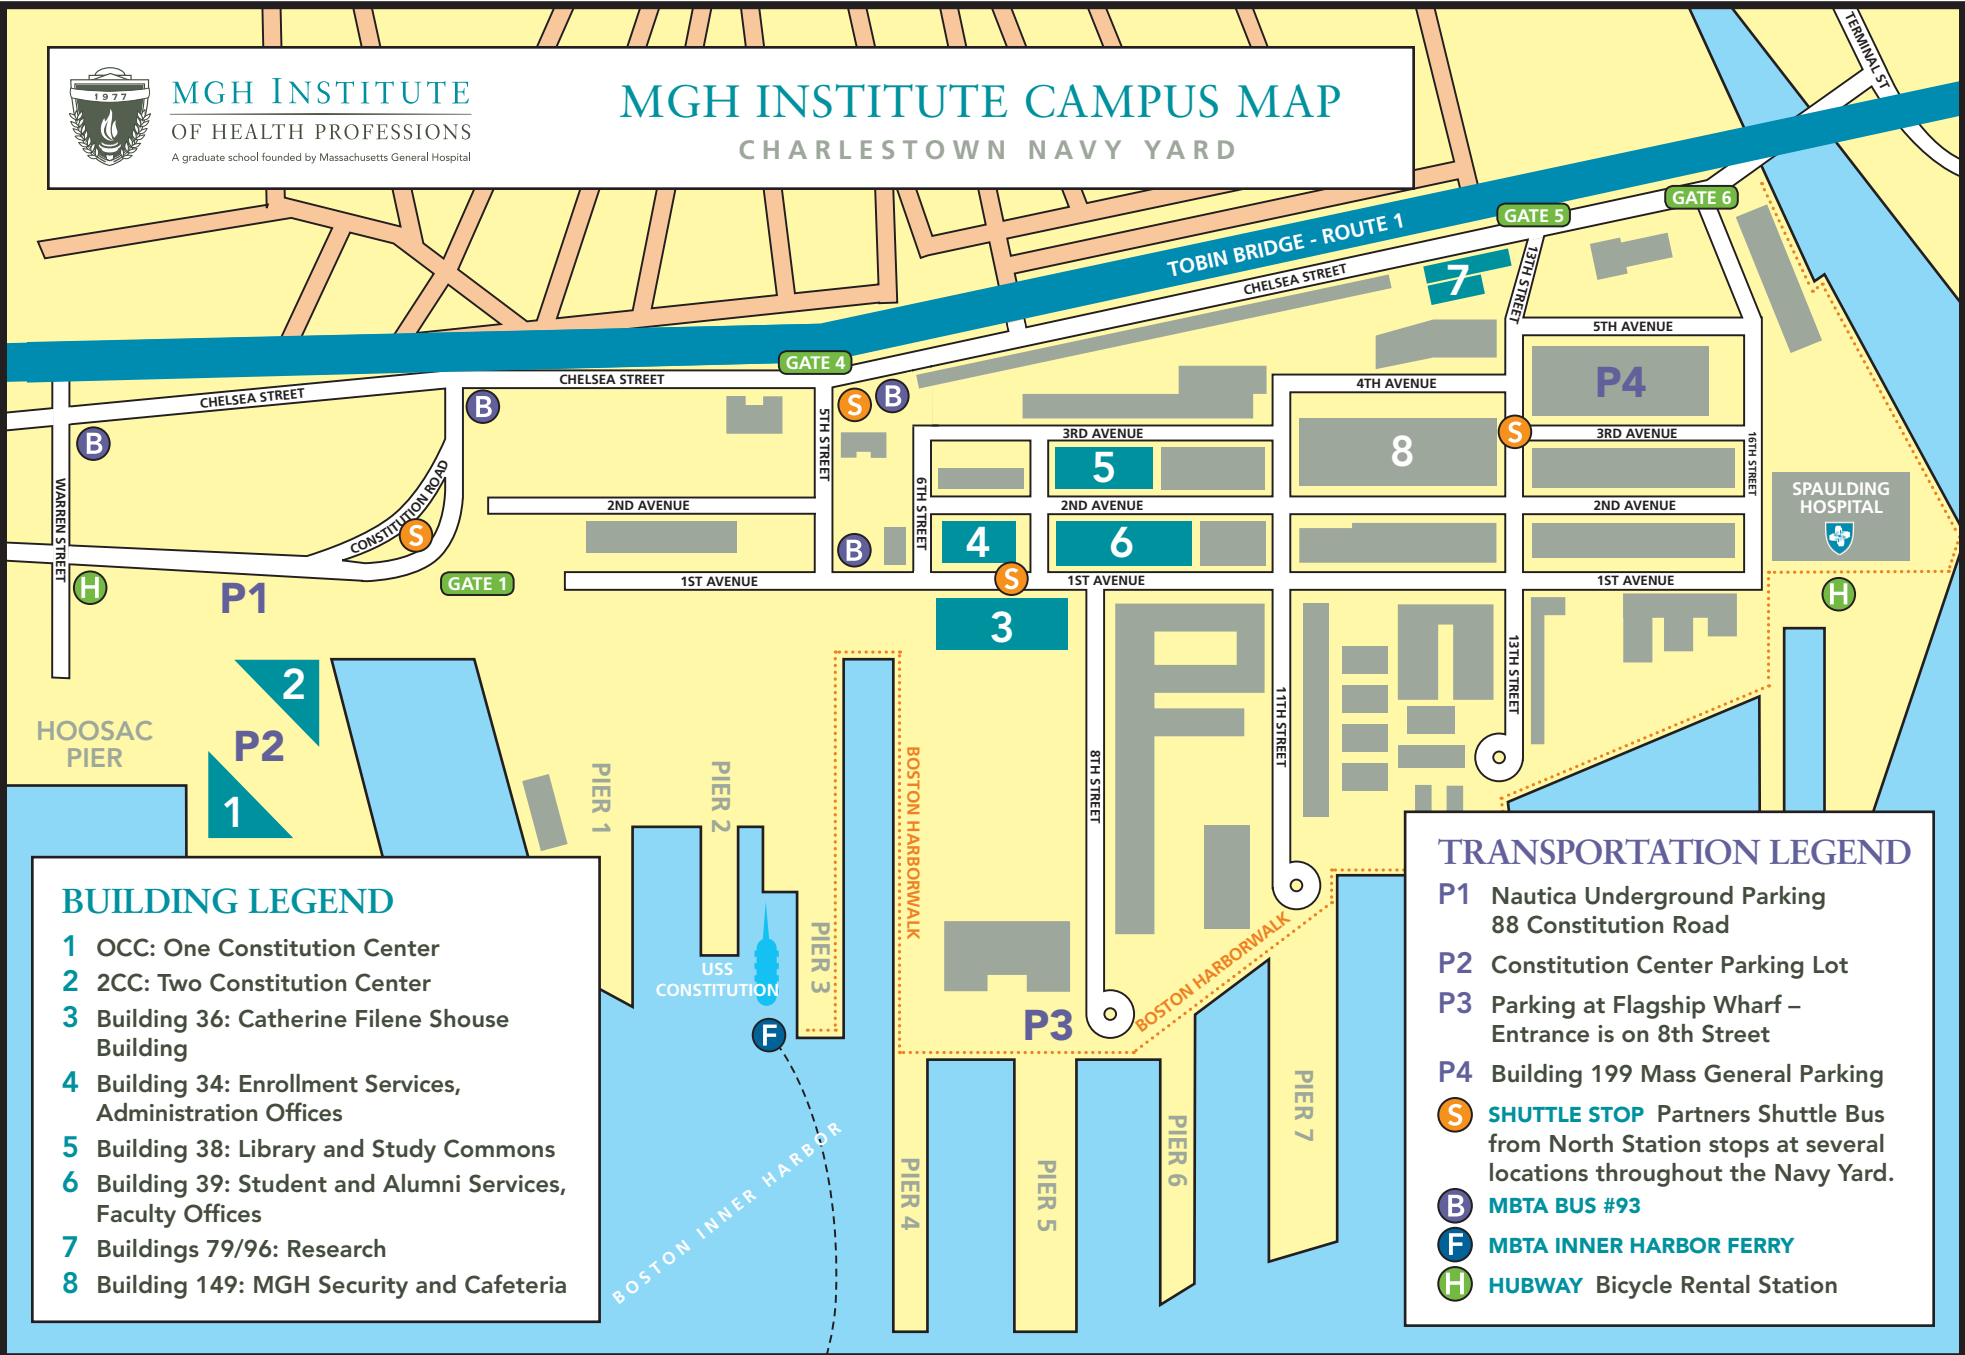 1977
MGH INSTITUTE
OF HEALTH PROFESSIONS
A graduate school founded by Massachusetts General Hospital
MGH INSTITUTE CAMPUS MAP
CHARLESTOWN NAVY YARD
TERMINAL ST
GATE 6
GATE 5
TOBIN BRIDGE - ROUTE 1
CHELSEA STREET
7
13TH STREET
5TH AVENUE
GATE 4
CHELSEA STREET
CHELSEA STREET
4TH AVENUE
P4
B
S
B
B
5TH STREET
3RD AVENUE
8
S
3RD AVENUE
16TH STREET
WARREN STREET
CONSTITUTION ROAD
S
2ND AVENUE
6TH STREET
5
2ND AVENUE
2ND AVENUE
SPAULDING
HOSPITAL
B
4
6
H
P1
GATE 1
1ST AVENUE
S
1ST AVENUE
1ST AVENUE
H
3
2
13TH STREET
HOOSAC
PIER
P2
1
PIER 1
PIER 2
BOSTON HARBORWALK
8TH STREET
11TH STREET
PIER 3
USS
CONSTITUTION
F
P3
BOSTON HARBORWALK
BOSTON INNER HARBOR
PIER 4
PIER 5
PIER 6
PIER 7
BUILDING LEGEND
1 OCC: One Constitution Center
2 2CC: Two Constitution Center
3 Building 36: Catherine Filene Shouse
Building
4 Building 34: Enrollment Services,
Administration Offices
5 Building 38: Library and Study Commons
6 Building 39: Student and Alumni Services,
Faculty Offices
7 Buildings 79/96: Research
8 Building 149: MGH Security and Cafeteria
TRANSPORTATION LEGEND
P1 Nautica Underground Parking
88 Constitution Road
P2 Constitution Center Parking Lot
P3 Parking at Flagship Wharf –
Entrance is on 8th Street
P4 Building 199 Mass General Parking
S SHUTTLE STOP Partners Shuttle Bus
from North Station stops at several
locations throughout the Navy Yard.
B MBTA BUS #93
F MBTA INNER HARBOR FERRY
H HUBWAY Bicycle Rental Station